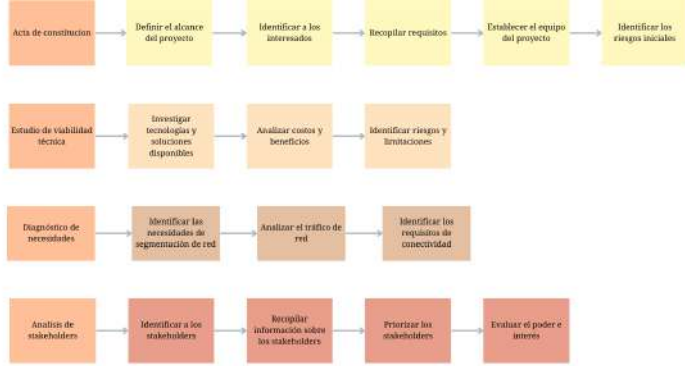 Acta de constitucion
Definir el alcance
del proyecto
Identificar a los
interesados
Recopilar requisitos
Establecer el equipo
del proyecto
Identificar los
riesgos iniciales
Estudio de viabilidad
técnica
Investigar
tecnologías y
soluciones
disponibles
Analizar costos y
beneficios
Identificar riesgos y
limitaciones
Diagnóstico de
necesidades
Identificar las
necesidades de
segmentación de red
Analizar el tráfico de
red
Identificar los
requisitos de
conectividad
Analisis de
stakeholders
Identificar a los
stakeholders
Recopilar
información sobre
los stakeholders
Priorizar los
stakeholders
Evaluar el poder e
interés